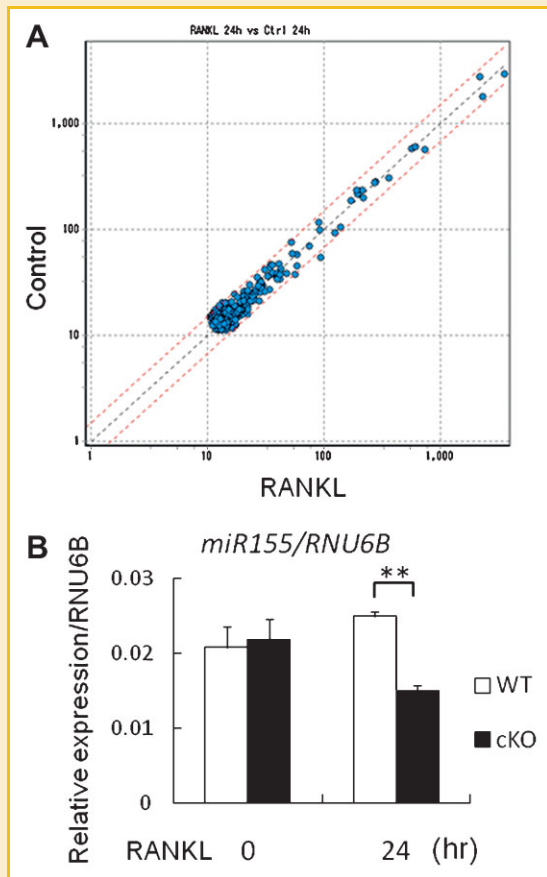 A
RANKL 24h vs Ctrl 24h
Control
1,000
100
10
1
1 10 100 1,000
RANKL
B
miR155/RNU6B
Relative expression/RNU6B
0.03
0.02
0.01
0
**
WT
cKO
RANKL 0 24 (hr)